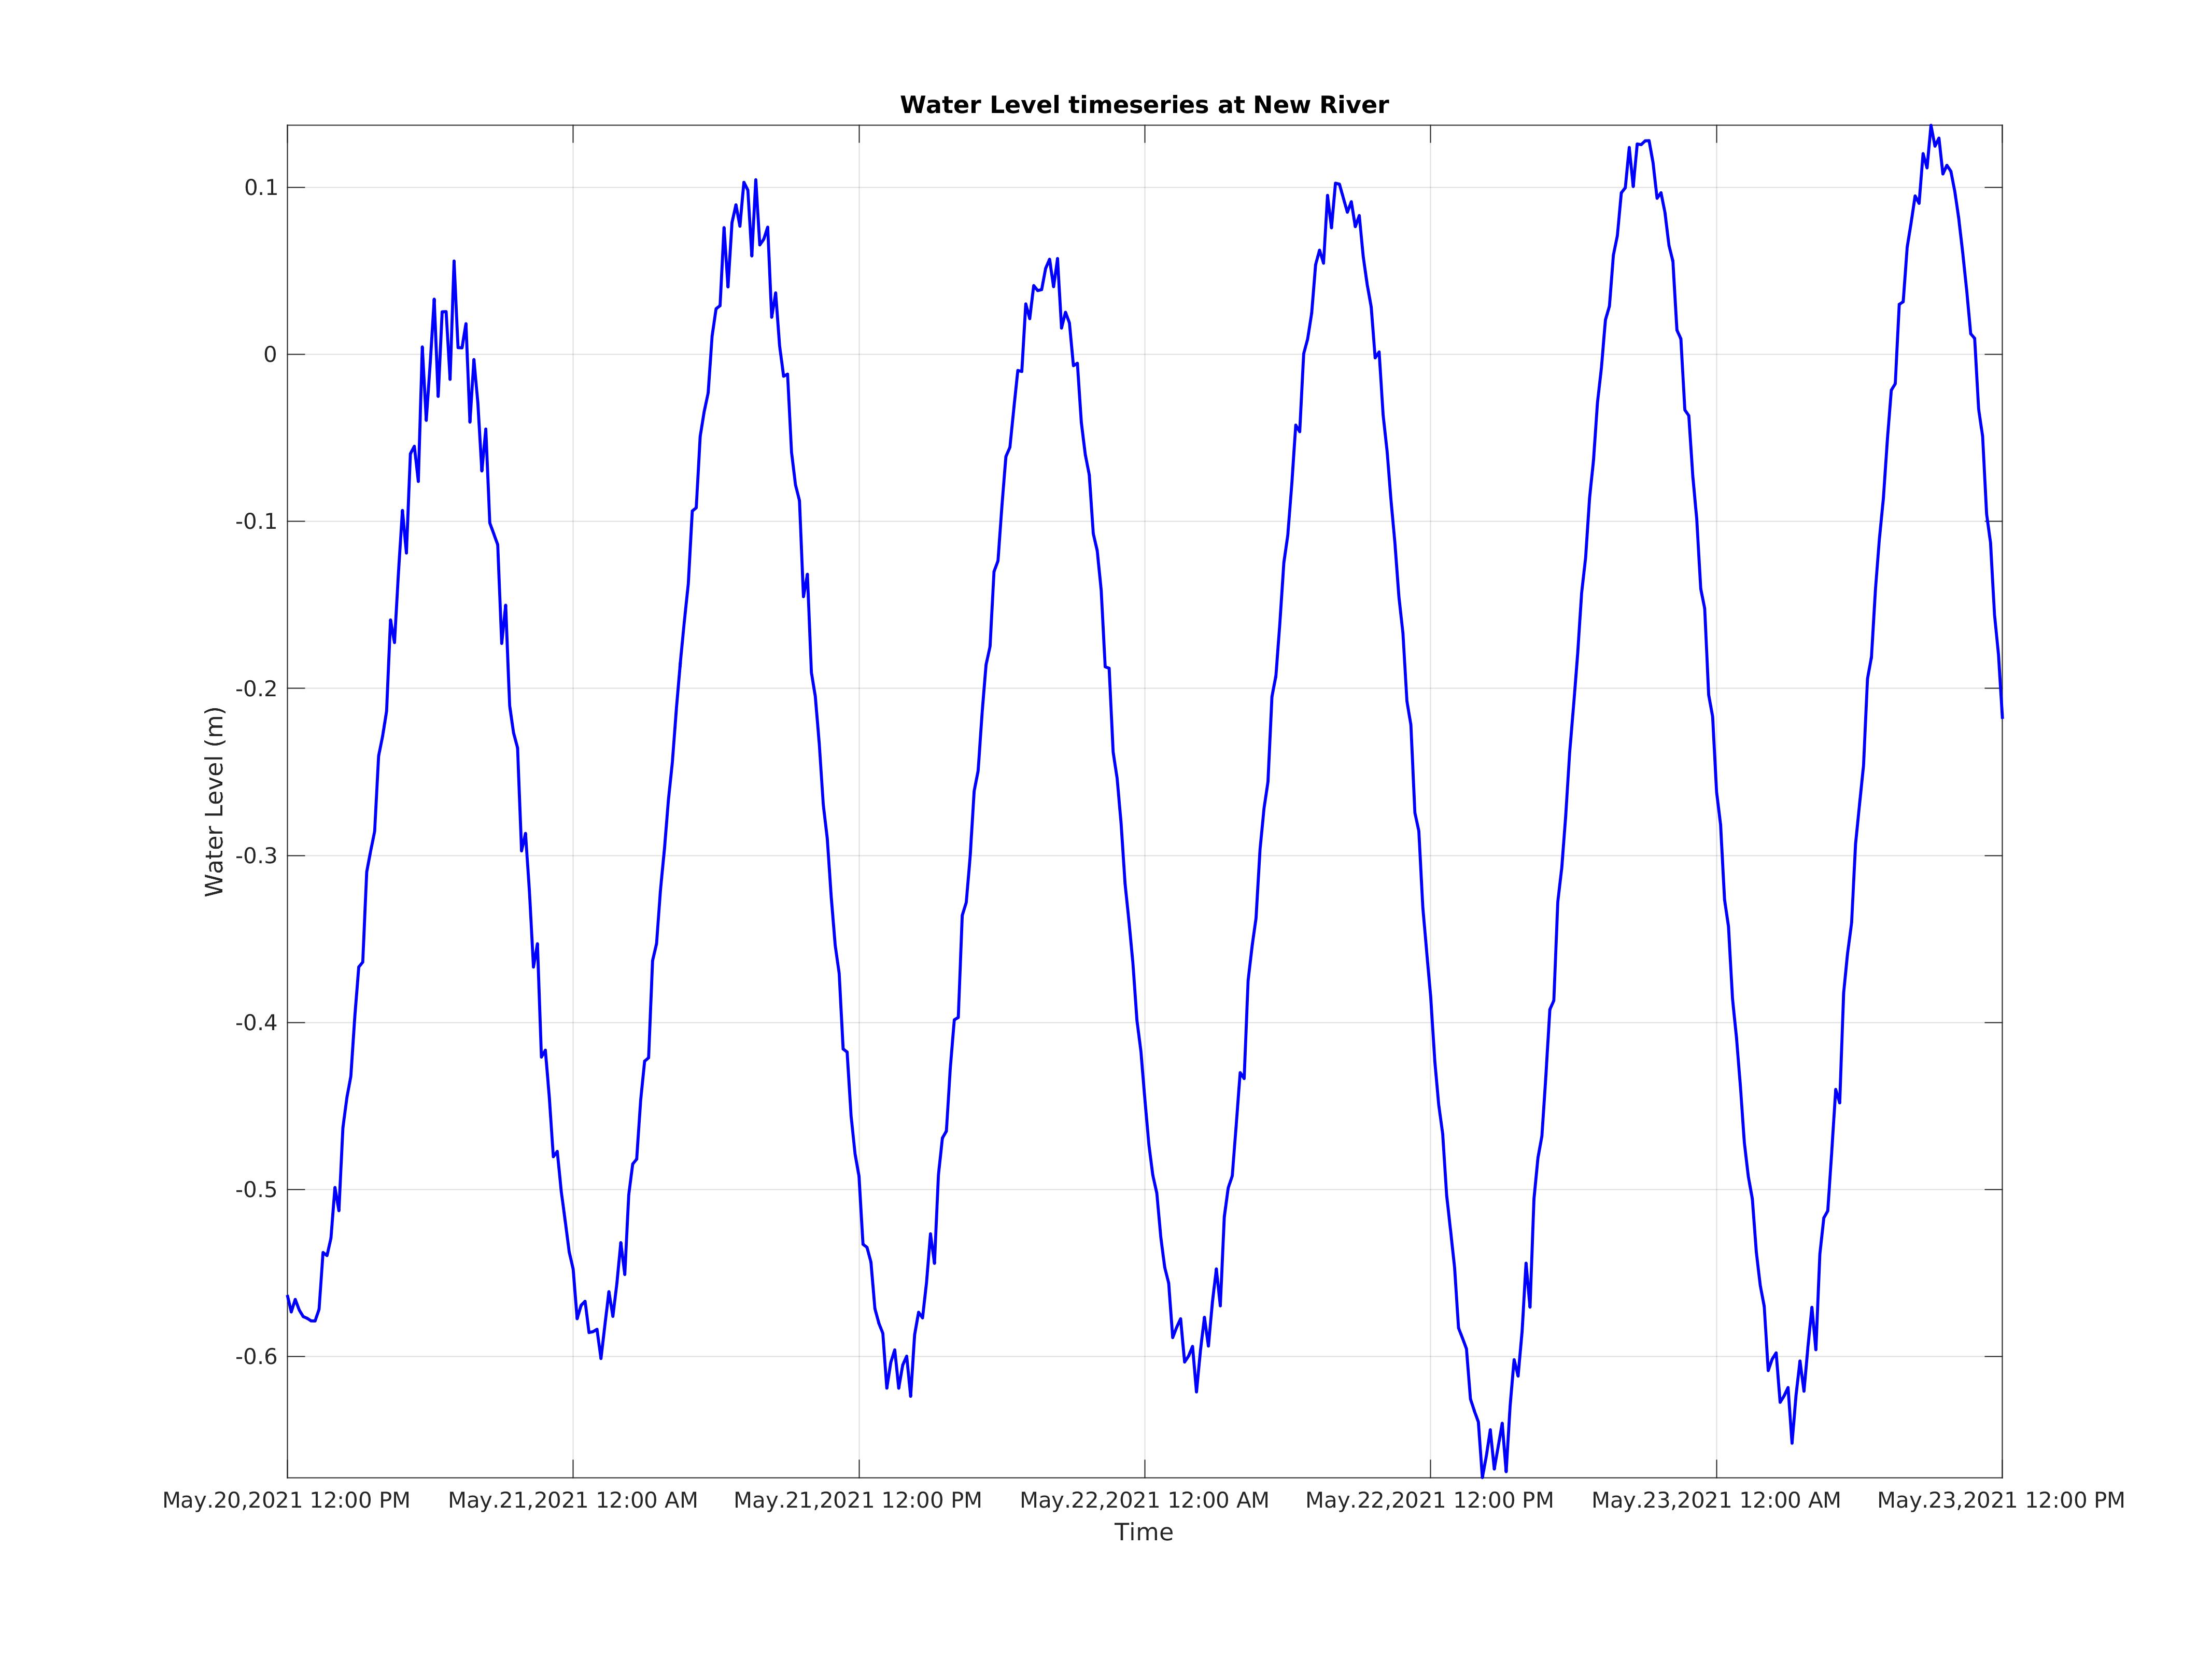 Water Level timeseries at New River
0.1
0
-0.1
-0.2
-0.3
-0.4
-0.5
-0.6
Water Level (m)
May.20,2021 12:00 PM May.21,2021 12:00 AM May.21,2021 12:00 PM May.22,2021 12:00 AM May.22,2021 12:00 PM May.23,2021 12:00 AM May.23,2021 12:00 PM
Time